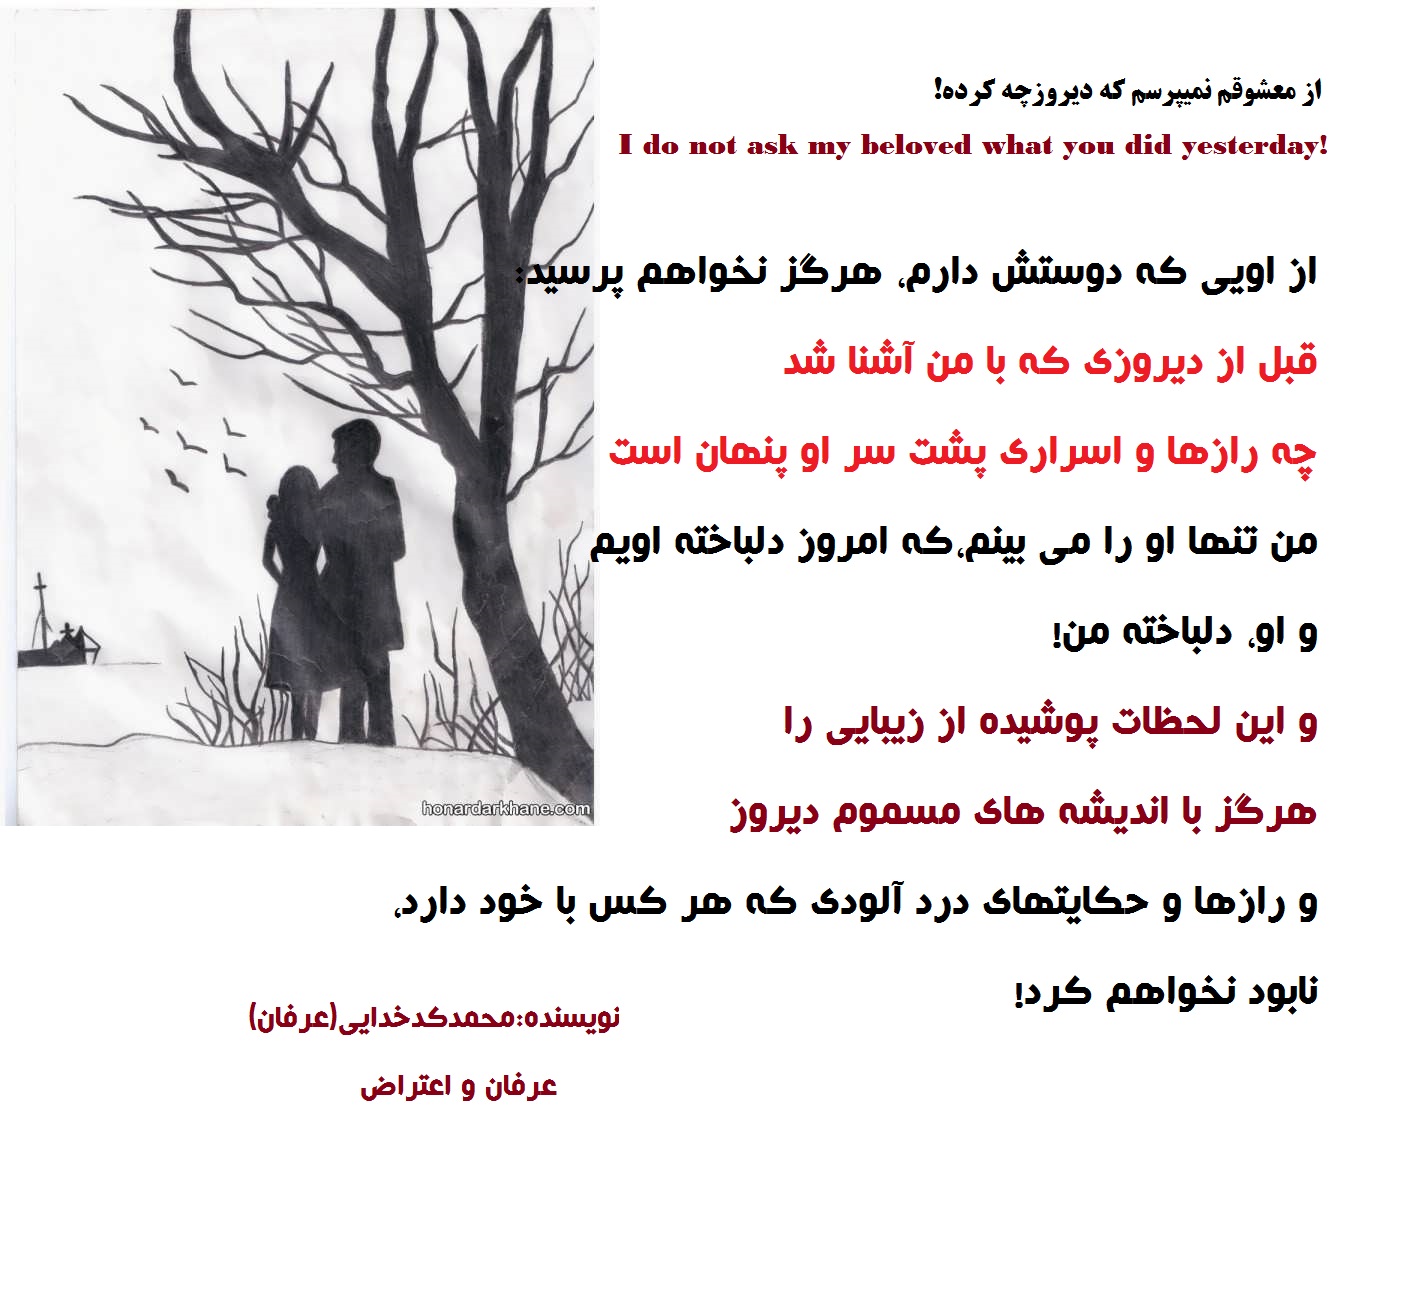 از معشوقم نمیپرسم که دیروزچه کرده!
I do not ask my beloved what you did yesterday!
از اویی که دوستش دارم، هرگز نخواهم پرسید:
قبل از دیروزی که با من آشنا شد
چه رازها و اسراری پشت سر او پنهان است
من تنها او را می بینم،که امروز دلباخته اویم
و او، دلباخته من!
و این لحظات پوشیده از زیبایی را
هرگز با اندیشه های مسموم دیروز
و رازها و حکایتهای درد آلودی که هر کس با خود دارد،
نابود نخواهم کرد!
نویسنده:محمدکدخدایی(عرفان)
عرفان و اعتراض
honardarkhane.com